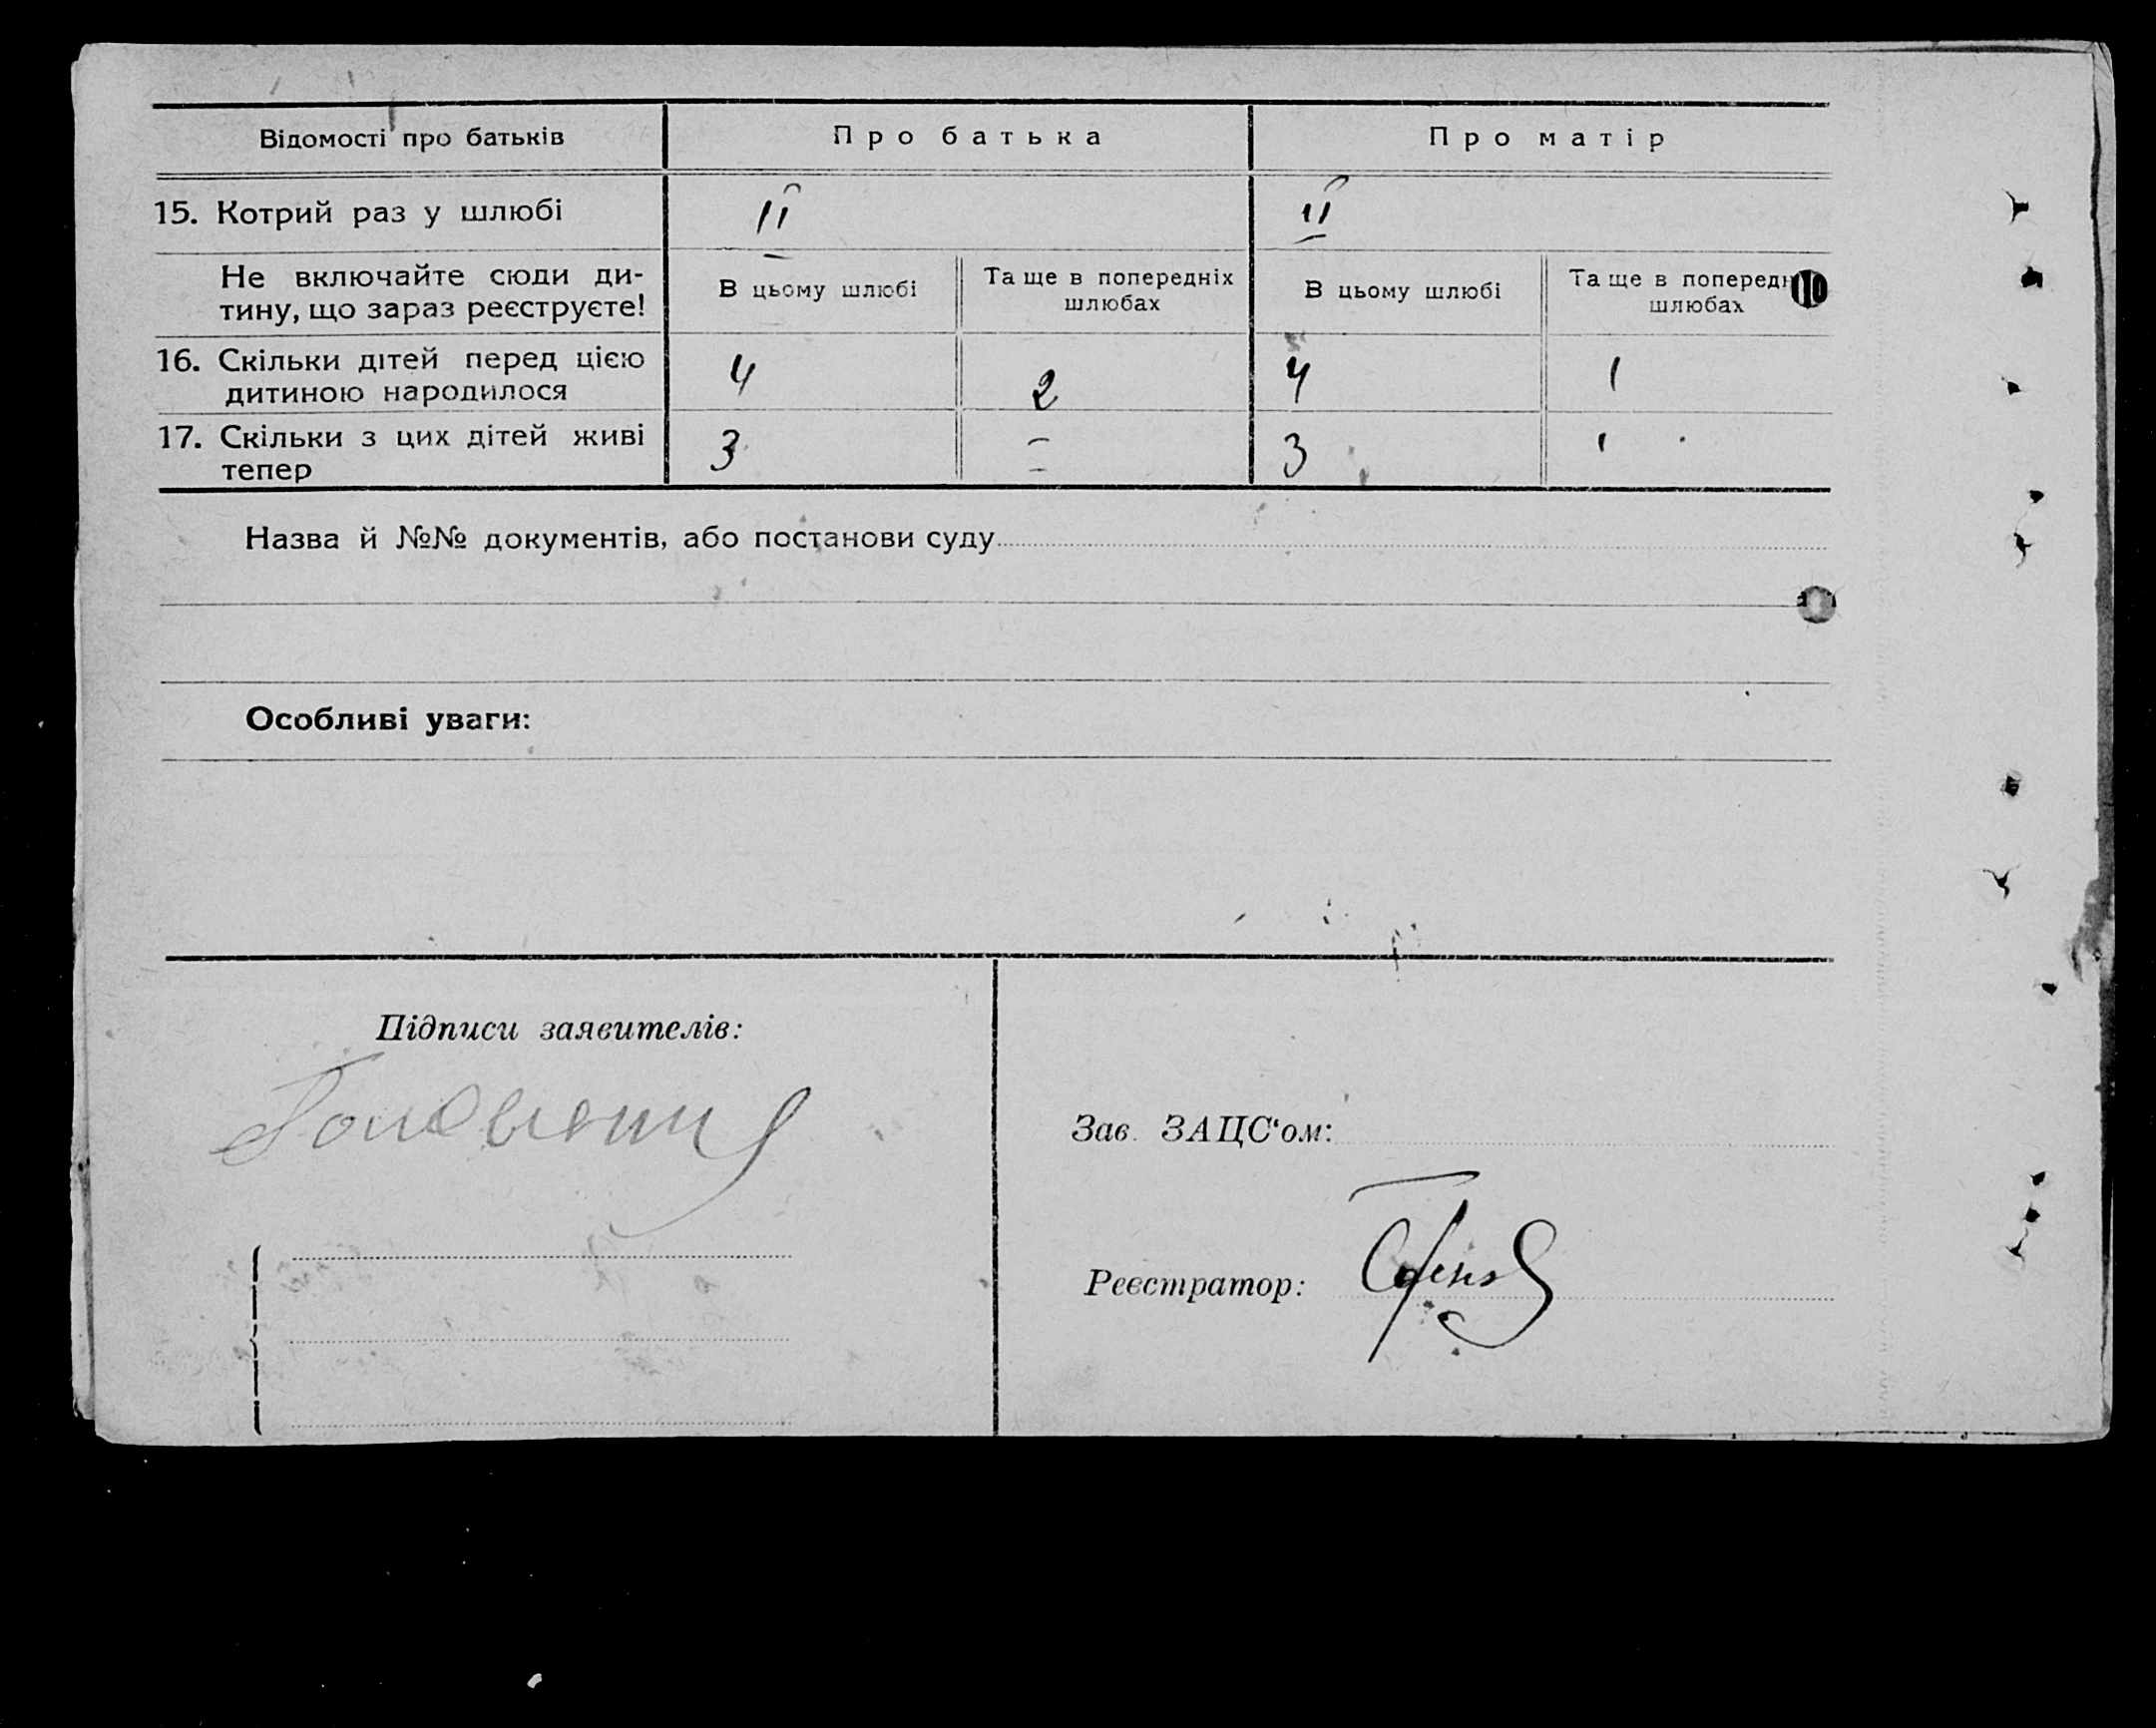 Відомості про батьків
Про батька
Про матір
15. Котрий раз у шлюбі
II
II
Не включайте сюди ди-
тину, що зараз реєструєте!
В цьому шлюбі
Та ще в попередніх
шлюбах
В цьому шлюбі
Та ще в попередн
шлюбах
16. Скільки дітей перед цією
дитиною народилося
4
2
4
1
17. Скільки з цих дітей живі
тепер
3
–
3
1
Назва й №№ документів, або постанови суду
Особливі уваги:
Підписи заявителів:
Зав. ЗАЦС‘ом:
Реєстратор: